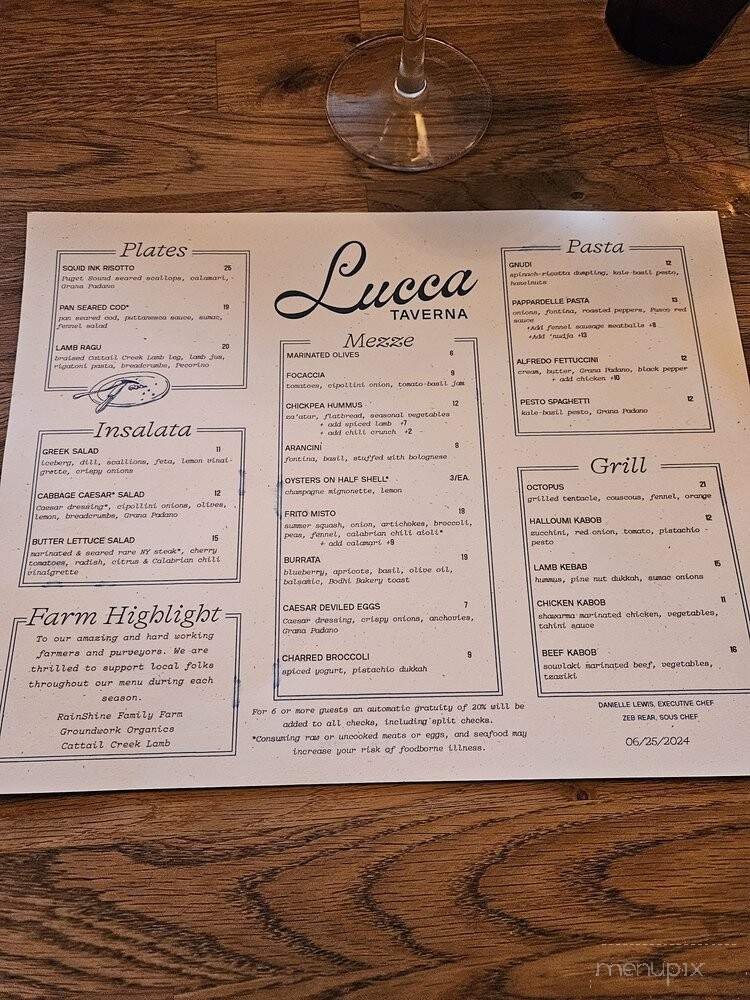 Plates
SQUID INK RISOTTO 25
Puget Sound seared scallops, calamari,
Grana Padano
PAN SEARED COD* 19
pan seared cod, puttanesca sauce, sumac,
fennel salad
LAMB RAGU 20
braised Cattail Creek Lamb leg, lamb jus,
rigatoni pasta, breadcrumbs, Pecorino
Insalata
GREEK SALAD 11
iceberg, dill, scallions, feta, lemon vinai-
grette, crispy onions
CABBAGE CAESAR* SALAD 12
Caesar dressing*, cipollini onions, olives,
lemon, breadcrumbs, Grana Padano
BUTTER LETTUCE SALAD 15
marinated & seared rare NY steak*, cherry
tomatoes, radish, citrus & Calabrian chili
vinaigrette
Farm Highlight
To our amazing and hard working
farmers and purveyors. We are
thrilled to support local folks
throughout our menu during each
season.
RainShine Family Farm
Groundwork Organics
Cattail Creek Lamb
Lucca
TAVERNA
Mezze
MARINATED OLIVES 6
FOCACCIA 9
tomatoes, cipollini onion, tomato-basil jam
CHICKPEA HUMMUS 12
za'atar, flatbread, seasonal vegetables
+ add spiced lamb +7
+ add chili crunch +2
ARANCINI 8
fontina, basil, stuffed with bolognese
OYSTERS ON HALF SHELL* 3/EA.
champagne mignonette, lemon
FRITO MISTO 18
summer squash, onion, artichokes, broccoli,
peas, fennel, calabrian chili aioli*
+ add calamari +9
BURRATA 19
blueberry, apricots, basil, olive oil,
balsamic, Bodhi Bakery toast
CAESAR DEVILED EGGS 7
Caesar dressing, crispy onions, anchovies,
Grana Padano
CHARRED BROCCOLI 9
spiced yogurt, pistachio dukkah
For 6 or more guests an automatic gratuity of 20% will be
added to all checks, including split checks.
*Consuming raw or uncooked meats or eggs, and seafood may
increase your risk of foodborne illness.
Pasta
GNUDI 12
spinach-ricotta dumpling, kale-basil pesto,
hazelnuts
PAPPARDELLE PASTA 13
onions, fontina, roasted peppers, Fusco red
sauce
+Add fennel sausage meatballs +8
+Add 'nudja +13
ALFREDO FETTUCCINI 12
cream, butter, Grana Padano, black pepper
+ add chicken +10
PESTO SPAGHETTI 12
kale-basil pesto, Grana Padano
Grill
OCTOPUS 21
grilled tentacle, couscous, fennel, orange
HALLOUMI KABOB 12
zucchini, red onion, tomato, pistachio
pesto
LAMB KEBAB 15
hummus, pine nut dukkah, sumac onions
CHICKEN KABOB 11
shawarma marinated chicken, vegetables,
tahini sauce
BEEF KABOB 16
souvlaki marinated beef, vegetables,
tzaziki
DANIELLE LEWIS, EXECUTIVE CHEF
ZEB REAR, SOUS CHEF
06/25/2024
menupix